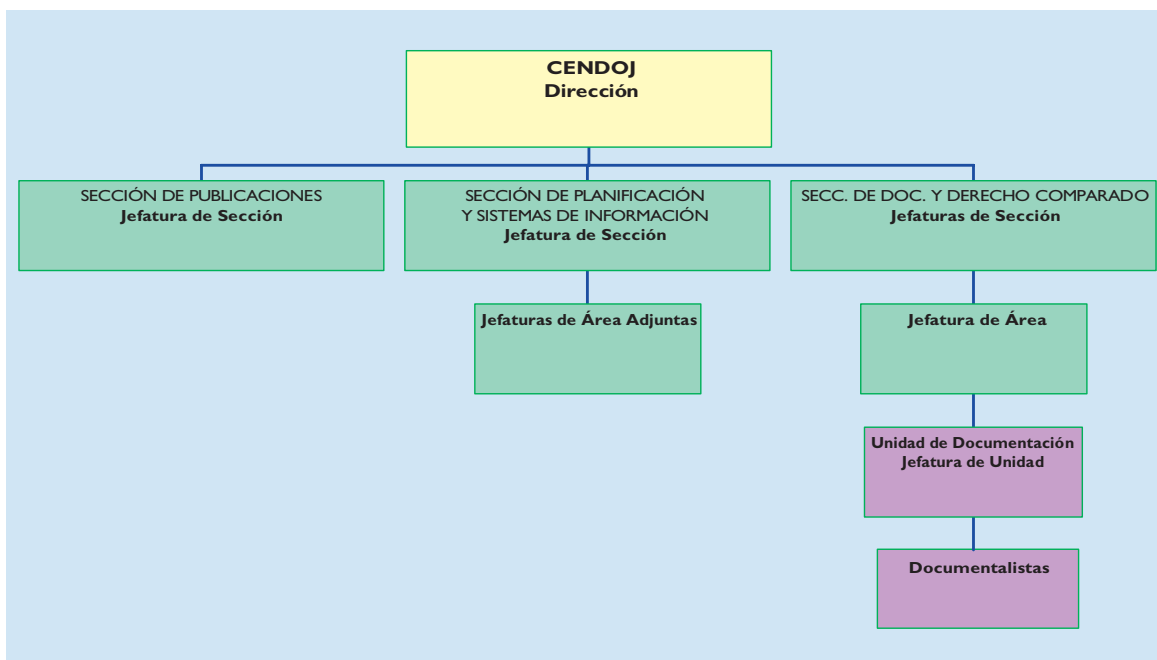 CENDOJ
Dirección
SECCIÓN DE PUBLICACIONES
Jefatura de Sección
SECCIÓN DE PLANIFICACIÓN
Y SISTEMAS DE INFORMACIÓN
Jefatura de Sección
SECC. DE DOC. Y DERECHO COMPARADO
Jefaturas de Sección
Jefaturas de Área Adjuntas
Jefatura de Área
Unidad de Documentación
Jefatura de Unidad
Documentalistas